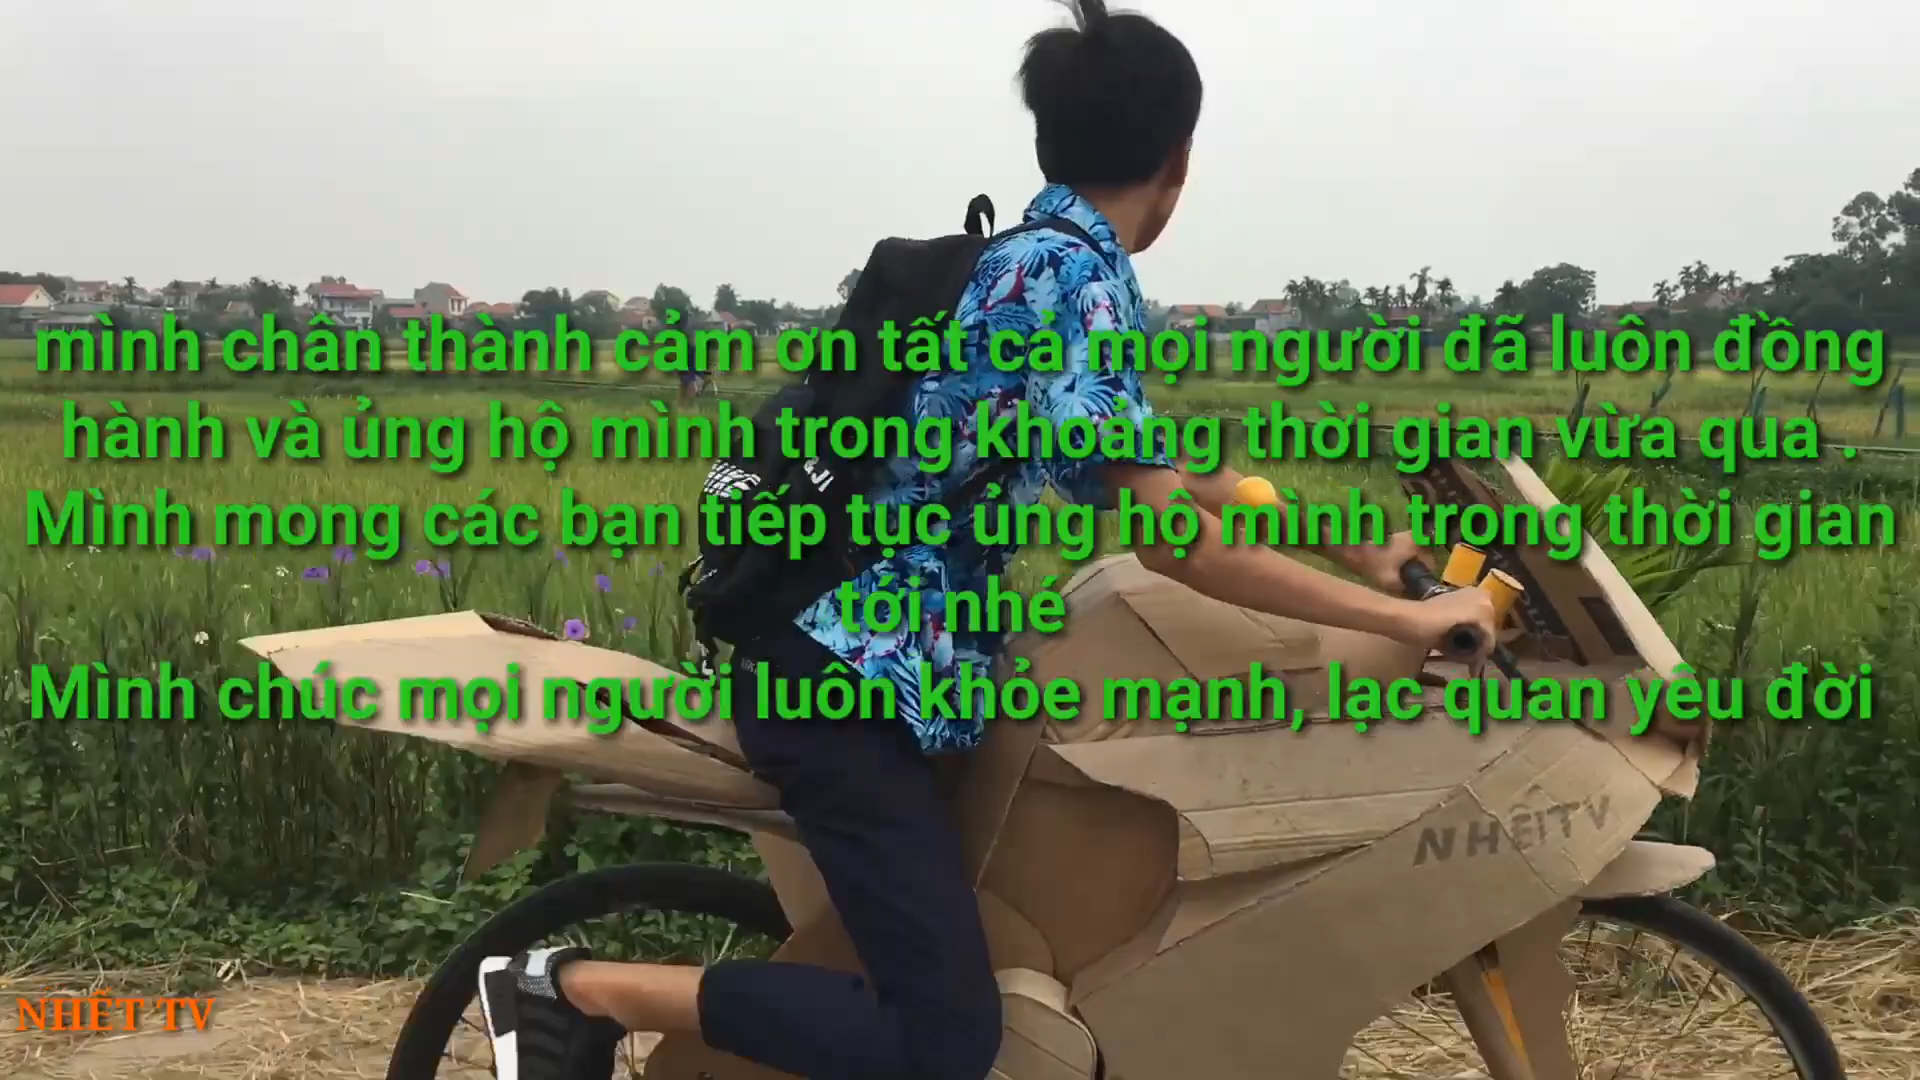 mình chân thành cảm ơn tất cả mọi người đã luôn đồng
hành và ủng hộ mình trong khoảng thời gian vừa qua .
Mình mong các bạn tiếp tục ủng hộ mình trong thời gian
tới nhé
Mình chúc mọi người luôn khỏe mạnh, lạc quan yêu đời
NHẾTTV
NHẾT TV